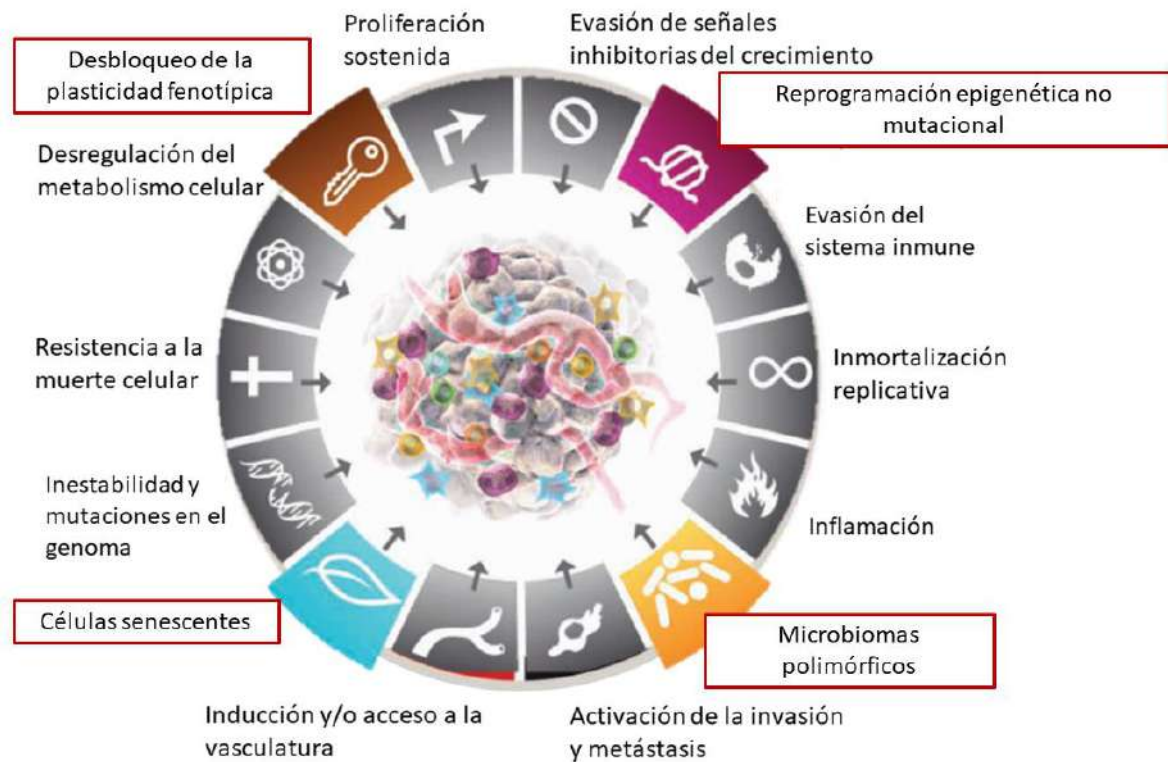 Proliferación
sostenida
Evasión de señales
inhibitorias del crecimiento
Desbloqueo de la
plasticidad fenotípica
Reprogramación epigenética no
mutacional
Desregulación del
metabolismo celular
Evasión del
sistema inmune
Resistencia a la
muerte celular
Inmortalización
replicativa
Inestabilidad y
mutaciones en el
genoma
Inflamación
Células senescentes
Microbiomas
polimórficos
Inducción y/o acceso a la
vasculatura
Activación de la invasión
y metástasis